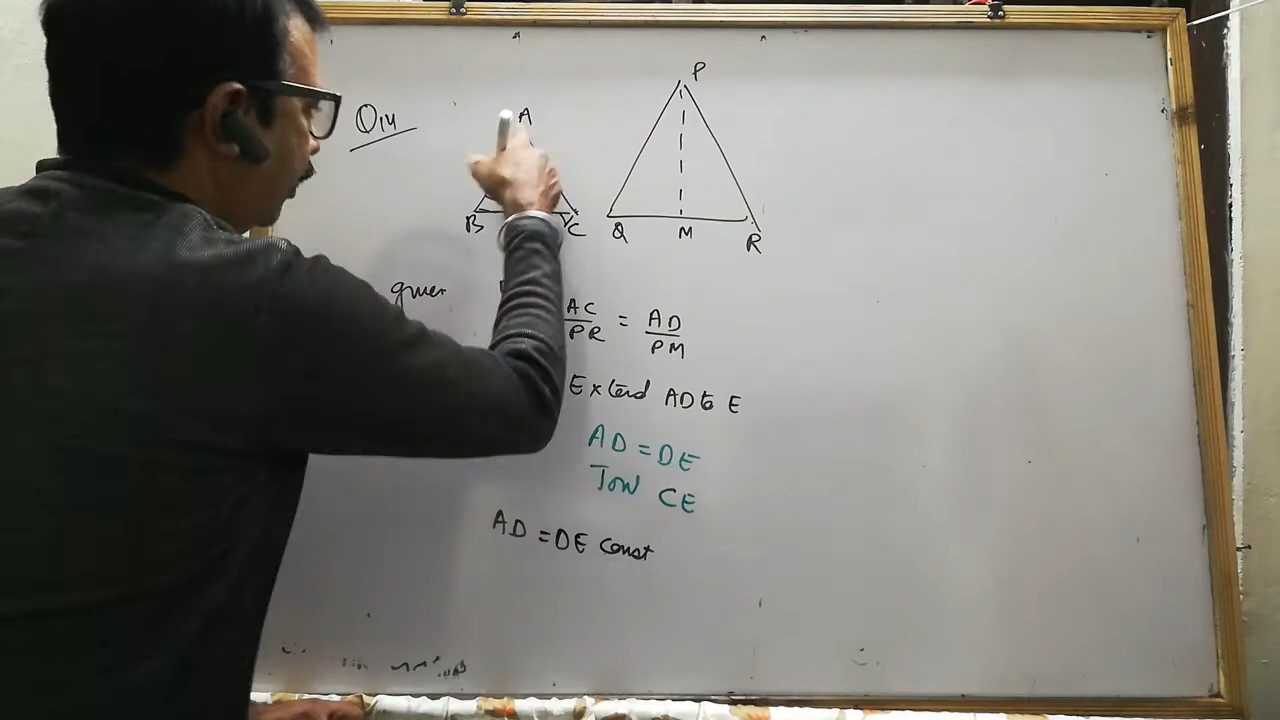 Q14
A
P
B
C
Q
M
R
given
AC/PR = AD/PM
Extend AD to E
AD = DE
Join CE
AD = DE Const